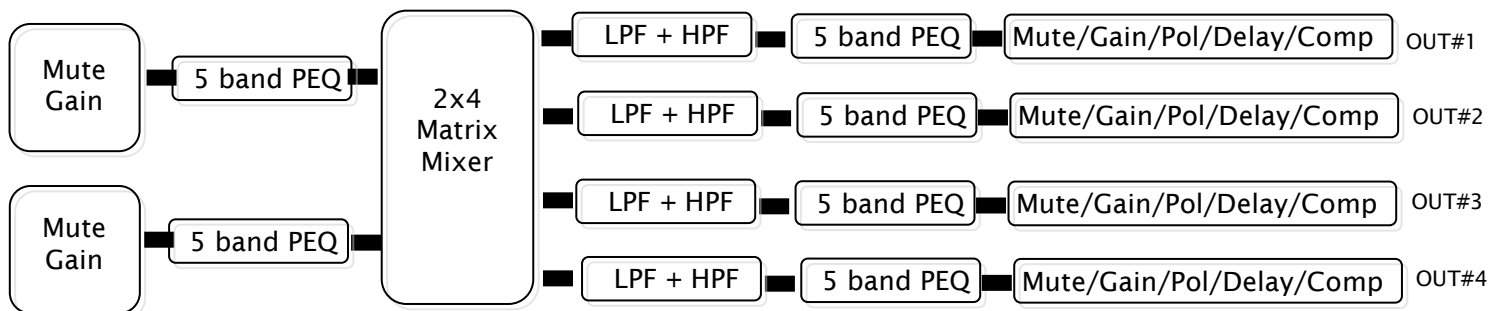 Mute
Gain
5 band PEQ
Mute
Gain
5 band PEQ
2x4
Matrix
Mixer
LPF + HPF
5 band PEQ
Mute/Gain/Pol/Delay/Comp
OUT#1
LPF + HPF
5 band PEQ
Mute/Gain/Pol/Delay/Comp
OUT#2
LPF + HPF
5 band PEQ
Mute/Gain/Pol/Delay/Comp
OUT#3
LPF + HPF
5 band PEQ
Mute/Gain/Pol/Delay/Comp
OUT#4